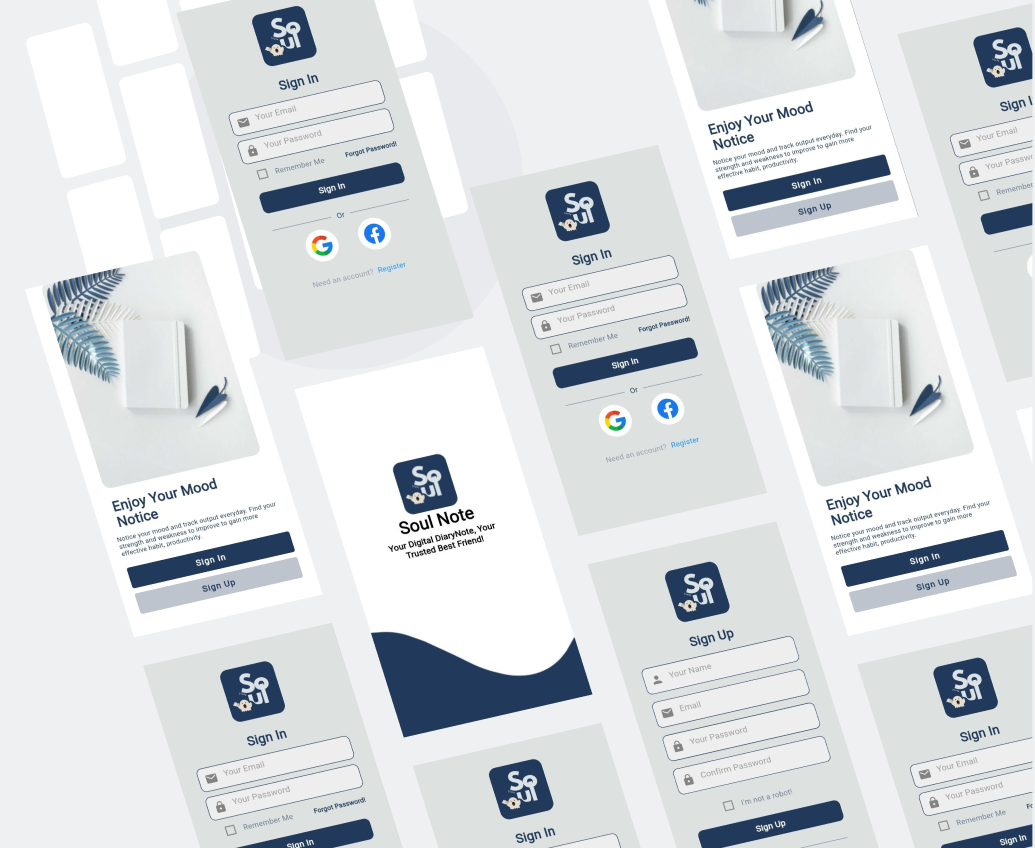 So
ul
Sign In
Your Email
Your Password
Remember Me
Forgot Password!
Sign In
Or
Need an account? Register
Enjoy Your Mood
Notice
Notice your mood and track output everyday. Find your
strength and weakness to improve to gain more
effective habit, productivity.
Sign In
Sign Up
So
ul
Sign I
Your Email
Your Passw
Remember
So
ul
Sign In
Your Email
Your Password
Remember Me
Forgot Password!
Sign In
Or
Need an account? Register
Enjoy Your Mood
Notice
Notice your mood and track output everyday. Find your
strength and weakness to improve to gain more
effective habit, productivity.
Sign In
Sign Up
So
ul
Soul Note
Your Digital DiaryNote, Your
Trusted Best Friend!
Enjoy Your Mood
Notice
Notice your mood and track output everyday. Find your
strength and weakness to improve to gain more
effective habit, productivity.
Sign In
Sign Up
So
ul
Sign Up
Your Name
Email
Your Password
Confirm Password
I'm not a robot!
Sign Up
So
ul
Sign In
Your Email
Your Password
Remember Me
Forgot Password!
Sign In
So
ul
Sign In
So
ul
Sign In
Your Email
Your Password
Remember Me
Fo
Sign In